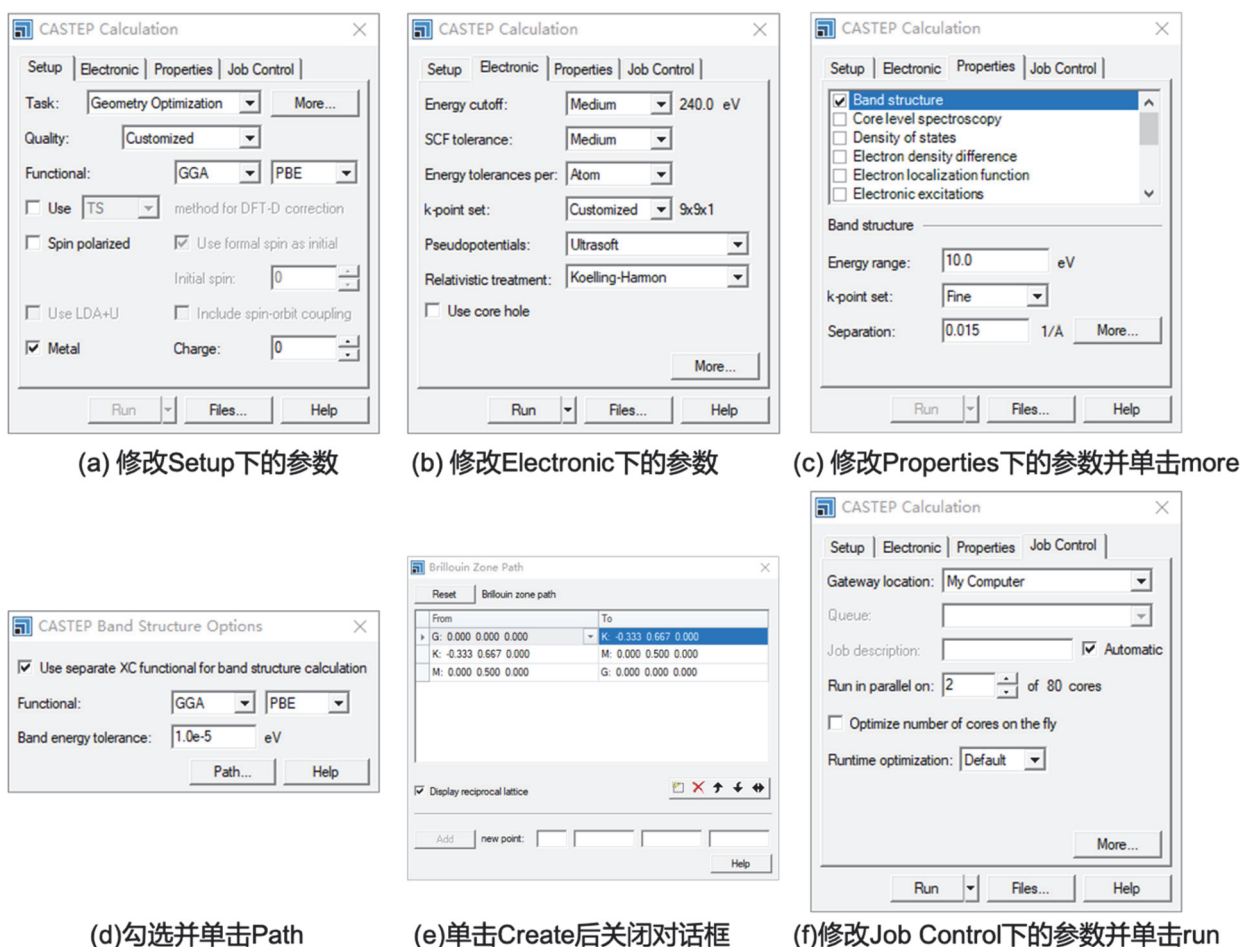 CASTEP Calculation
Setup Electronic Properties Job Control
Task: Geometry Optimization More...
Quality: Customized
Functional: GGA PBE
Use TS method for DFT-D correction
Spin polarized Use formal spin as initial
Initial spin: 0
Use LDA+U Include spin-orbit coupling
Metal Charge: 0
Run Files... Help
(a) 修改Setup下的参数
CASTEP Calculation
Setup Electronic Properties Job Control
Energy cutoff: Medium 240.0 eV
SCF tolerance: Medium
Energy tolerances per: Atom
k-point set: Customized 9x9x1
Pseudopotentials: Ultrasoft
Relativistic treatment: Koelling-Harmon
Use core hole
More...
Run Files... Help
(b) 修改Electronic下的参数
CASTEP Calculation
Setup Electronic Properties Job Control
Band structure
Core level spectroscopy
Density of states
Electron density difference
Electron localization function
Electronic excitations
Band structure
Energy range: 10.0 eV
k-point set: Fine
Separation: 0.015 1/Å More...
Run Files... Help
(c) 修改Properties下的参数并单击more
CASTEP Band Structure Options
Use separate XC functional for band structure calculation
Functional: GGA PBE
Band energy tolerance: 1.0e-5 eV
Path... Help
(d)勾选并单击Path
Brillouin Zone Path
Reset Brillouin zone path
From To
G: 0.000 0.000 0.000 K: -0.333 0.667 0.000
K: -0.333 0.667 0.000 M: 0.000 0.500 0.000
M: 0.000 0.500 0.000 G: 0.000 0.000 0.000
Display reciprocal lattice
Add new point:
Help
(e)单击Create后关闭对话框
CASTEP Calculation
Setup Electronic Properties Job Control
Gateway location: My Computer
Queue:
Job description: Automatic
Run in parallel on: 2 of 80 cores
Optimize number of cores on the fly
Runtime optimization: Default
More...
Run Files... Help
(f)修改Job Control下的参数并单击run